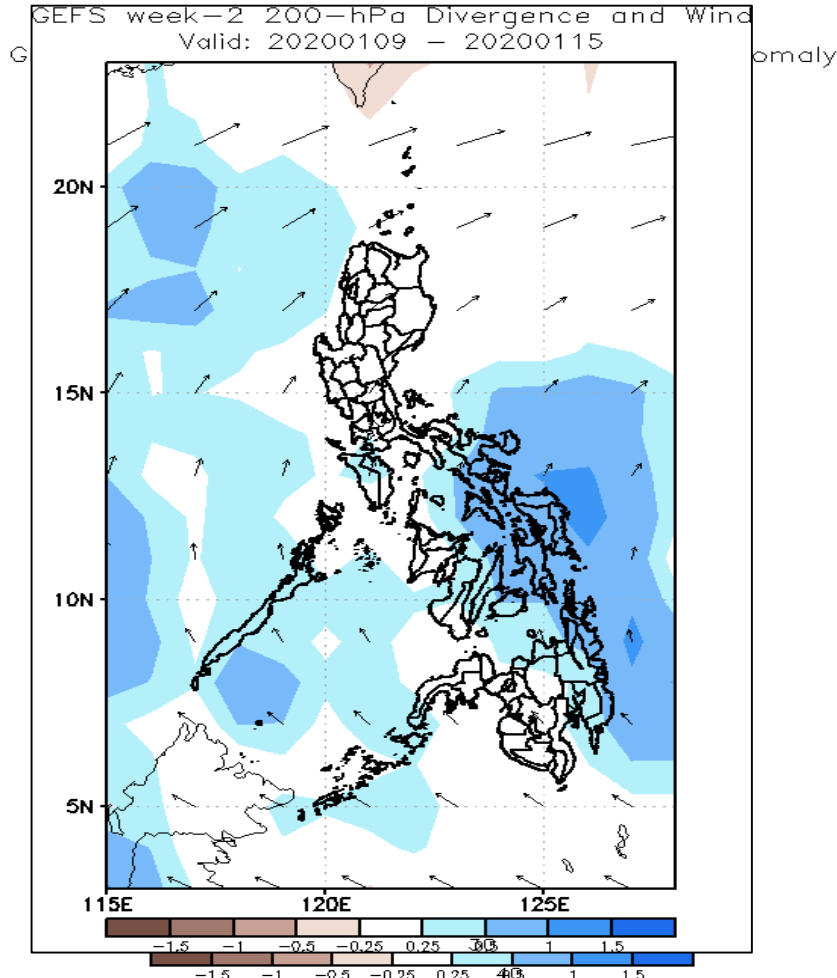 GEFS week-2 200-hPa Divergence and Wind
Valid: 20200109 - 20200115
G
omaly
20N
15N
10N
5N
115E 120E 125E
-1.5 -1 -0.5 -0.25 0.25 1 1.5
-1.5 -1 -0.5 -0.25 0.25 1 1.5